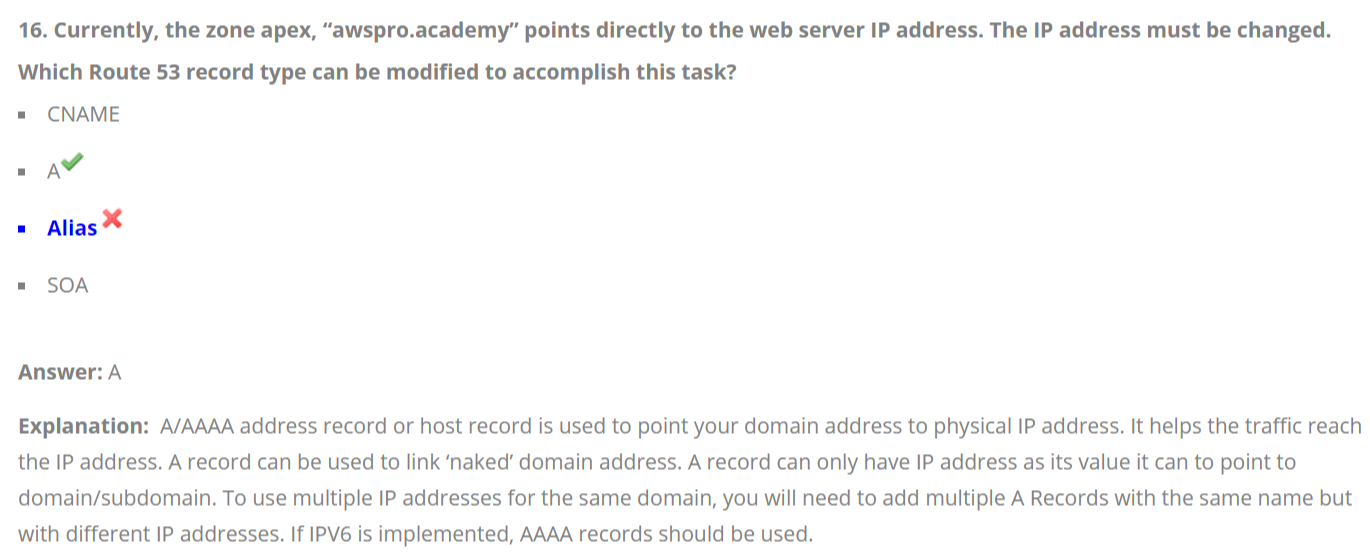 16. Currently, the zone apex, “awspro.academy” points directly to the web server IP address. The IP address must be changed.
Which Route 53 record type can be modified to accomplish this task?
CNAME
A
Alias
SOA
Answer: A
Explanation: A/AAAA address record or host record is used to point your domain address to physical IP address. It helps the traffic reach
the IP address. A record can be used to link ‘naked’ domain address. A record can only have IP address as its value it can to point to
domain/subdomain. To use multiple IP addresses for the same domain, you will need to add multiple A Records with the same name but
with different IP addresses. If IPV6 is implemented, AAAA records should be used.